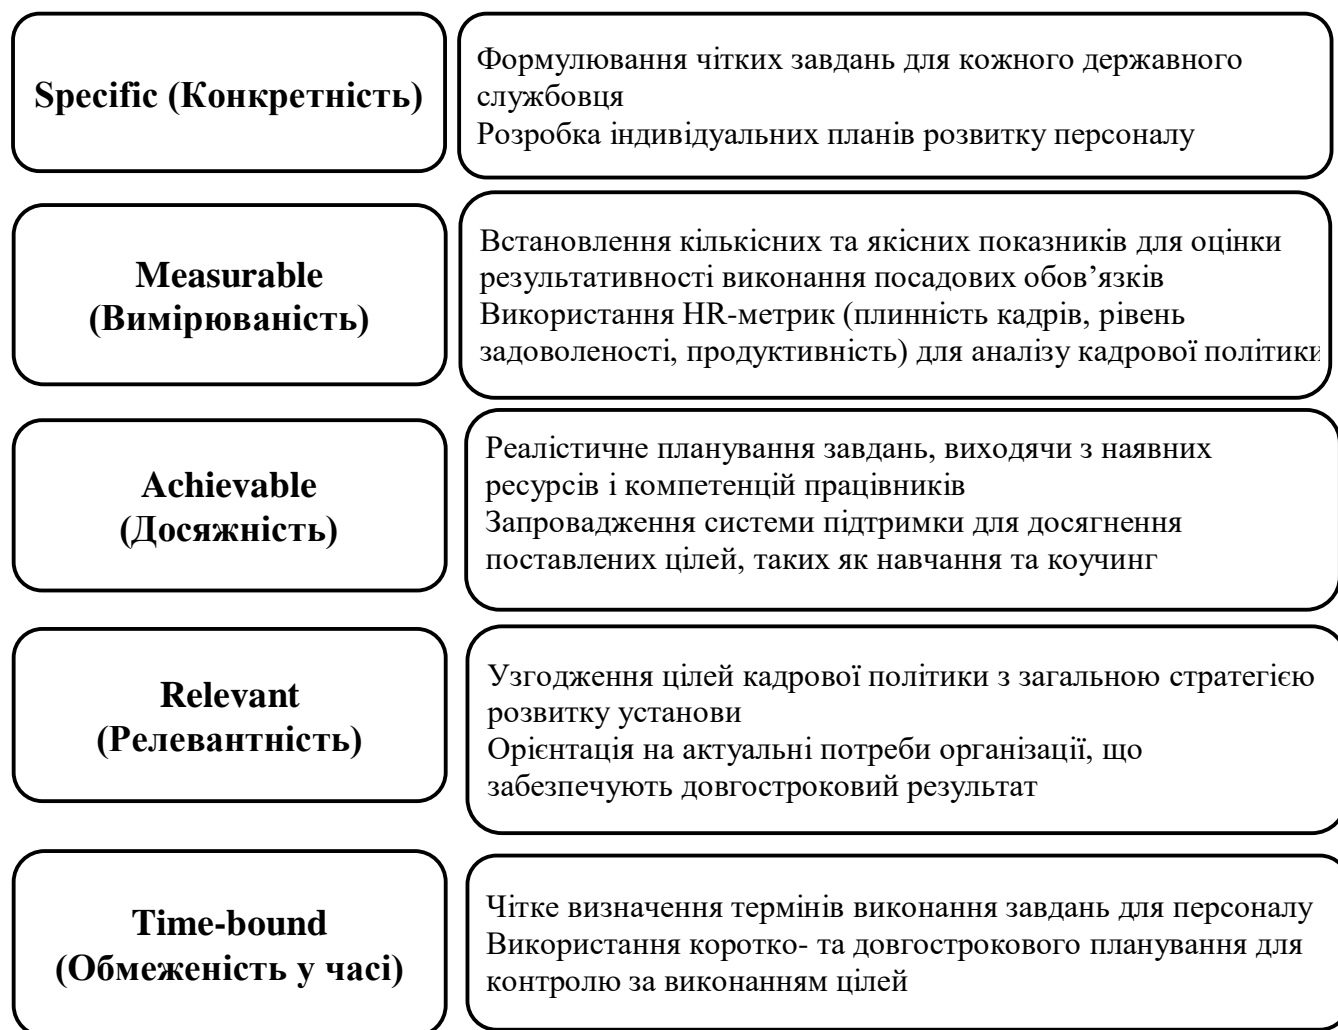 Specific (Конкретність)
Формулювання чітких завдань для кожного державного
службовця
Розробка індивідуальних планів розвитку персоналу
Measurable
(Вимірюваність)
Встановлення кількісних та якісних показників для оцінки
результативності виконання посадових обов’язків
Використання HR-метрик (плинність кадрів, рівень
задоволеності, продуктивність) для аналізу кадрової політики
Achievable
(Досяжність)
Реалістичне планування завдань, виходячи з наявних
ресурсів і компетенцій працівників
Запровадження системи підтримки для досягнення
поставлених цілей, таких як навчання та коучинг
Relevant
(Релевантність)
Узгодження цілей кадрової політики з загальною стратегією
розвитку установи
Орієнтація на актуальні потреби організації, що
забезпечують довгостроковий результат
Time-bound
(Обмеженість у часі)
Чітке визначення термінів виконання завдань для персоналу
Використання коротко- та довгострокового планування для
контролю за виконанням цілей